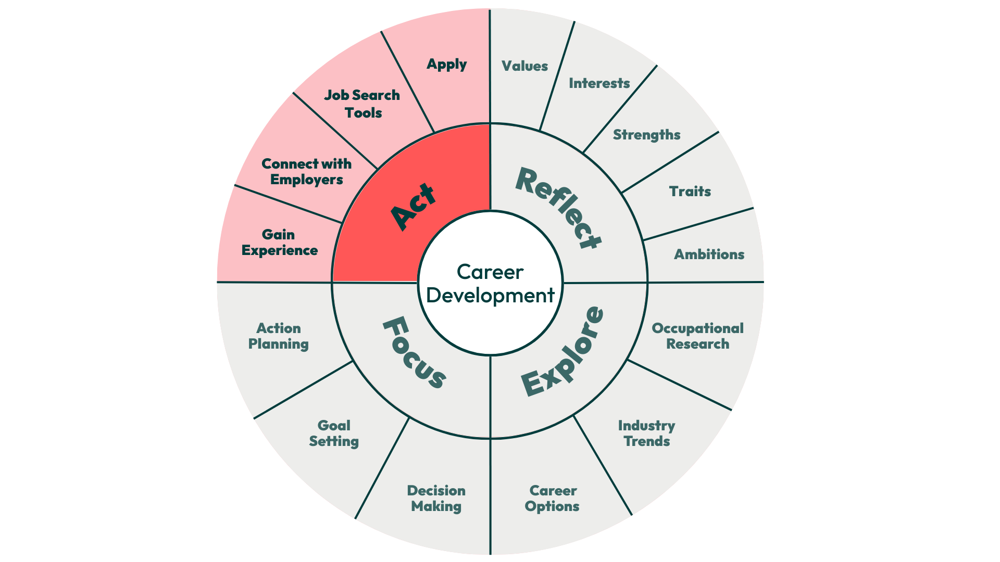 Career
Development
Act
Reflect
Explore
Focus
Apply
Values
Interests
Strengths
Traits
Ambitions
Occupational
Research
Industry
Trends
Career
Options
Decision
Making
Goal
Setting
Action
Planning
Gain
Experience
Connect with
Employers
Job Search
Tools